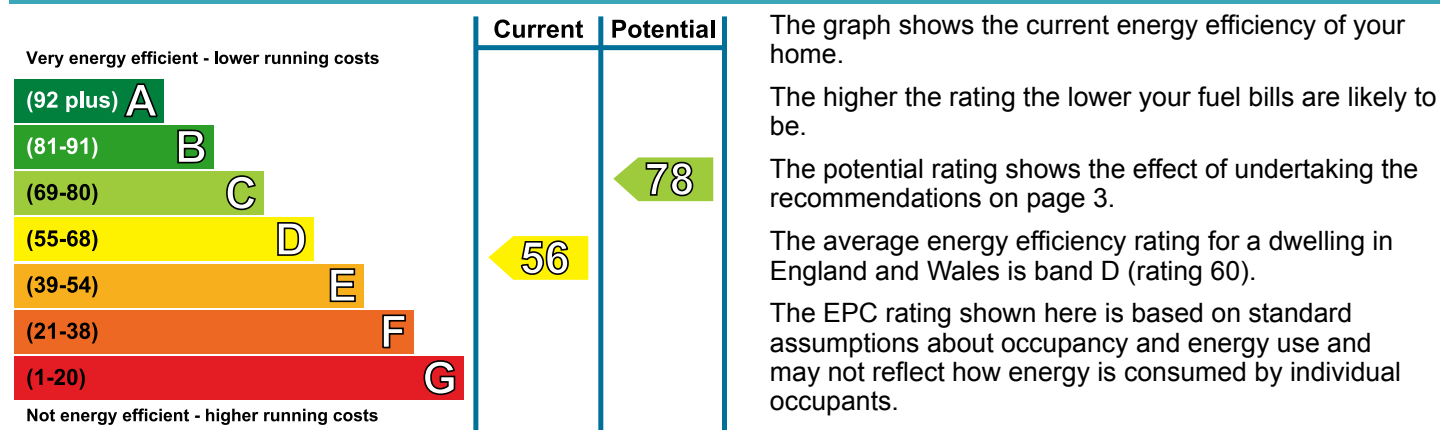 Current Potential
Very energy efficient - lower running costs
(92 plus) A
(81-91) B
(69-80) C
(55-68) D
(39-54) E
(21-38) F
(1-20) G
Not energy efficient - higher running costs
78
56
The graph shows the current energy efficiency of your
home.
The higher the rating the lower your fuel bills are likely to
be.
The potential rating shows the effect of undertaking the
recommendations on page 3.
The average energy efficiency rating for a dwelling in
England and Wales is band D (rating 60).
The EPC rating shown here is based on standard
assumptions about occupancy and energy use and
may not reflect how energy is consumed by individual
occupants.